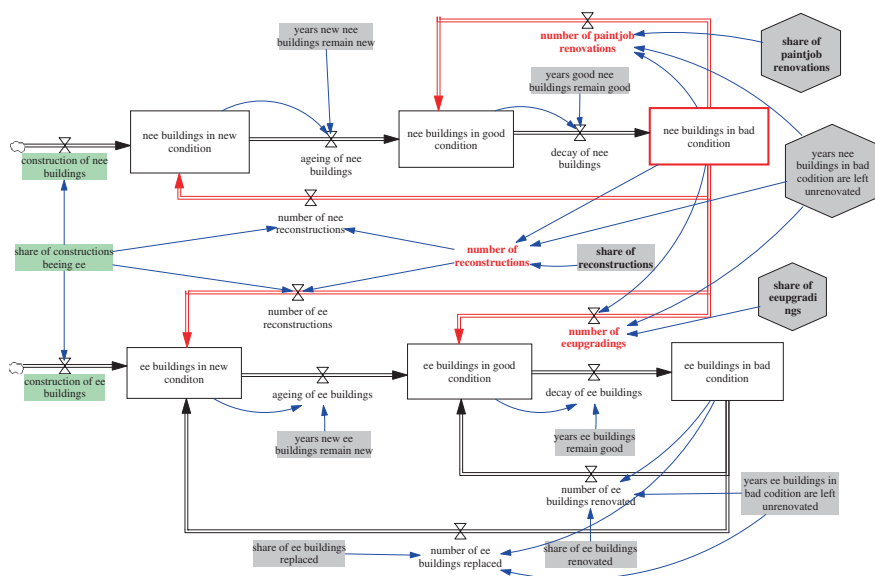 years new nee
buildings remain new
number of paintjob
renovations
share of
paintjob
renovations
years good nee
buildings remain good
nee buildings in new
condition
nee buildings in good
condition
nee buildings in bad
condition
construction of nee
buildings
ageing of nee
buildings
decay of nee
buildings
years nee
buildings in bad
codition are left
unrenovated
number of nee
reconstructions
share of constructions
beeing ee
number of
reconstructions
share of
reconstructions
number of ee
reconstructions
share of
eeupgradi
ngs
number of
eeupgradings
ee buildings in new
conditon
ee buildings in good
condition
ee buildings in bad
condition
construction of ee
buildings
ageing of ee buildings
decay of ee buildings
years new ee
buildings remain new
years ee buildings
remain good
number of ee
buildings renovated
years ee buildings in
bad codition are left
unrenovated
share of ee buildings
replaced
number of ee
buildings replaced
share of ee buildings
renovated